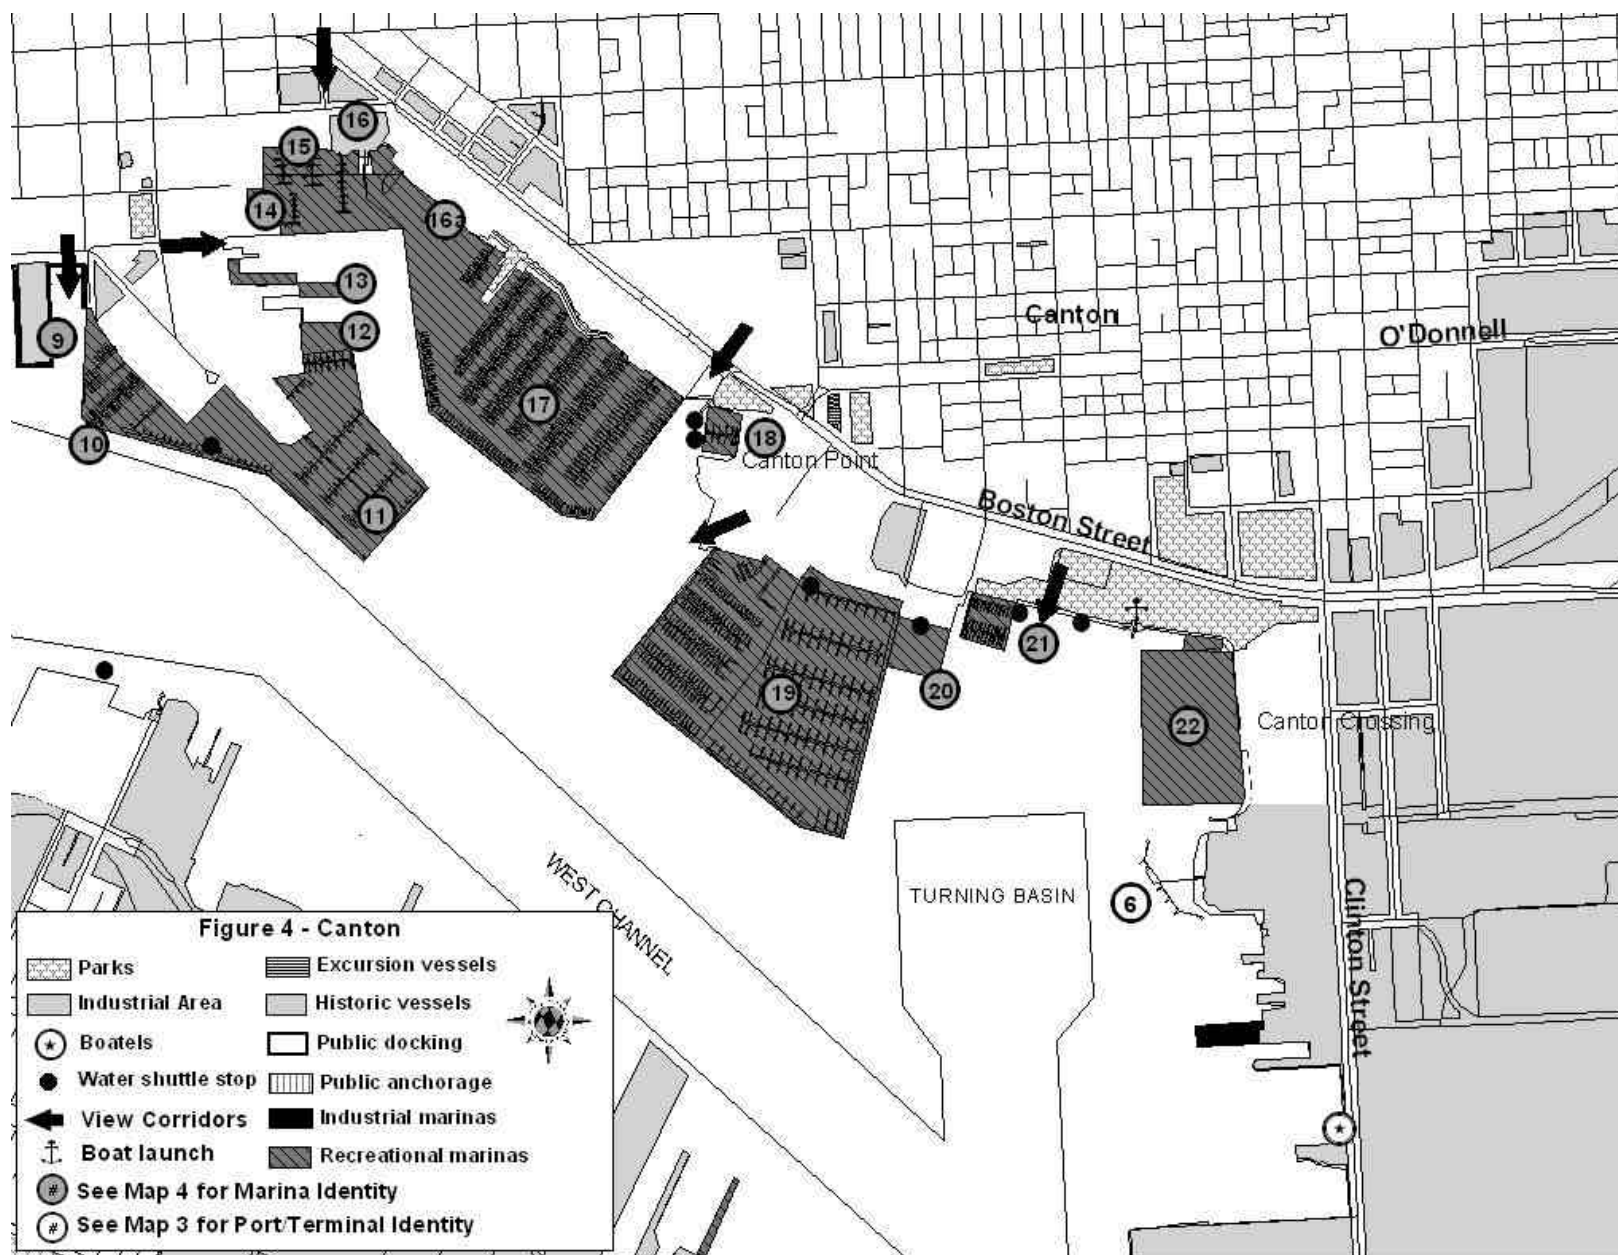 16
15
14
16a
13
12
9
10
11
17
18
Canton
O'Donnell
Canton Point
Boston Street
19
20
21
22
Canton Crossing
WEST CHANNEL
TURNING BASIN
6
Clinton Street
Figure 4 - Canton
Parks
Excursion vessels
Industrial Area
Historic vessels
Boatels
Public docking
Water shuttle stop
Public anchorage
View Corridors
Industrial marinas
Boat launch
Recreational marinas
# See Map 4 for Marina Identity
# See Map 3 for Port/Terminal Identity